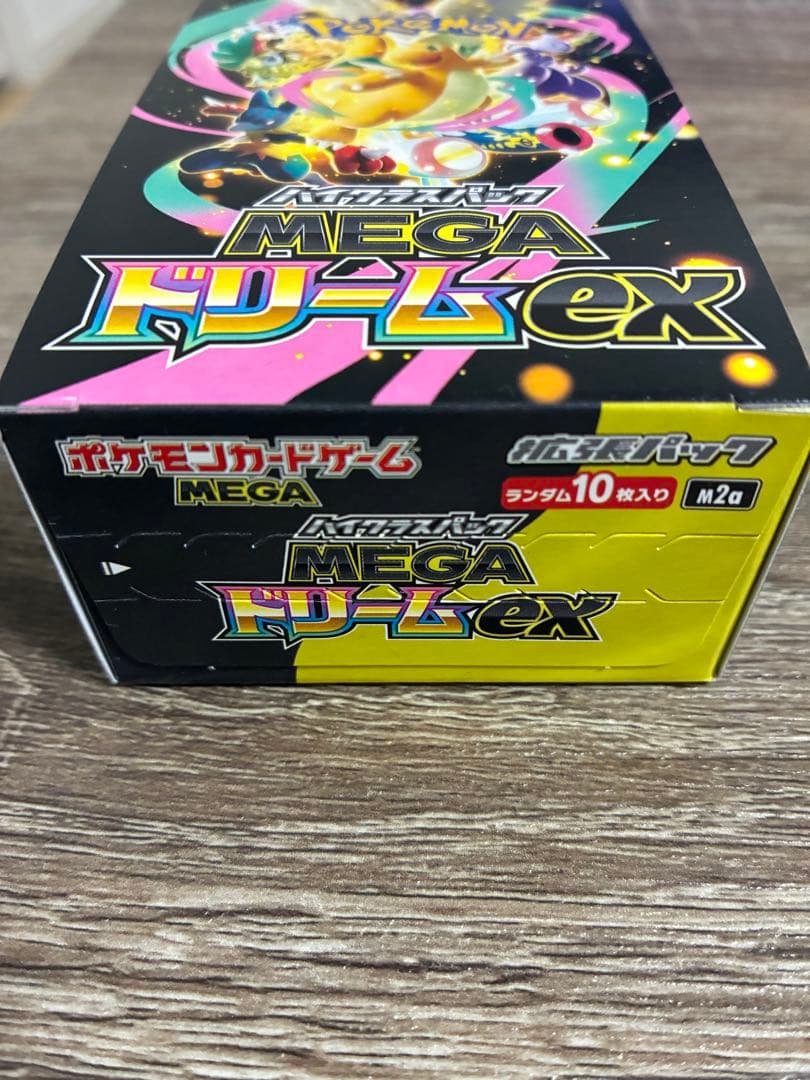 POKÉMON
ハイクラスパック
MEGA
ドリームex
ポケモンカードゲーム
MEGA
拡張パック
ランダム10枚入り
M2a
ハイクラスパック
MEGA
ドリームex